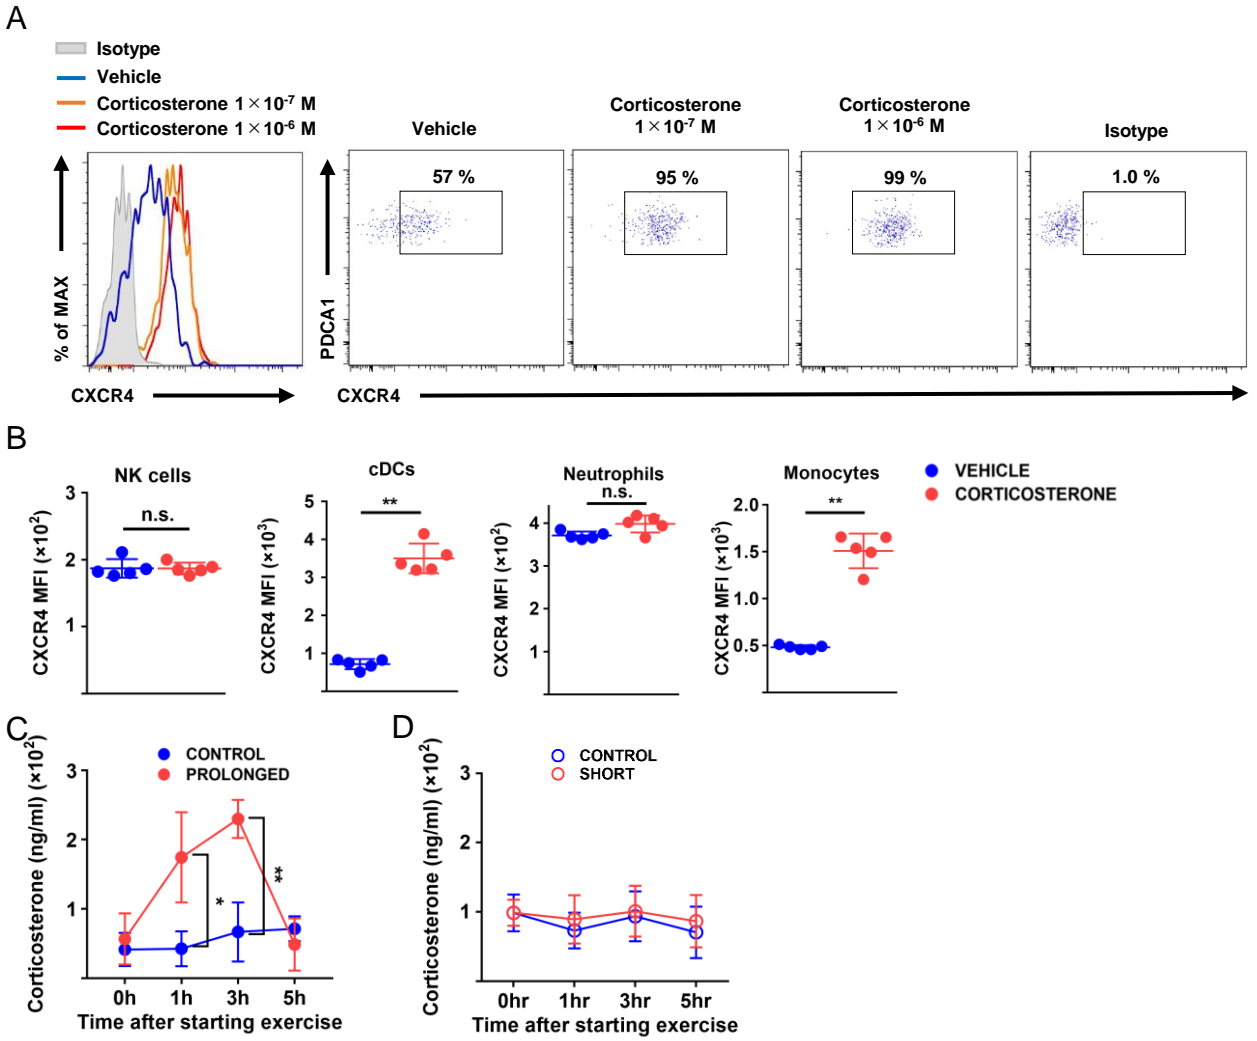 A
Isotype
Vehicle
Corticosterone 1×10-7 M
Corticosterone 1×10-6 M
Vehicle
Corticosterone
1×10-7 M
Corticosterone
1×10-6 M
Isotype
57 %
95 %
99 %
1.0 %
% of MAX
PDCA1
CXCR4
CXCR4
B
NK cells
cDCs
Neutrophils
Monocytes
VEHICLE
CORTICOSTERONE
n.s.
**
n.s.
**
CXCR4 MFI (×10²)
3
2
1
CXCR4 MFI (×10³)
5
4
3
2
1
CXCR4 MFI (×10²)
4
3
2
1
CXCR4 MFI (×10³)
2.0
1.5
1.0
0.5
C
CONTROL
PROLONGED
Corticosterone (ng/ml) (×10²)
3
2
1
*
**
0h 1h 3h 5h
Time after starting exercise
D
CONTROL
SHORT
Corticosterone (ng/ml) (×10²)
3
2
1
0hr 1hr 3hr 5hr
Time after starting exercise